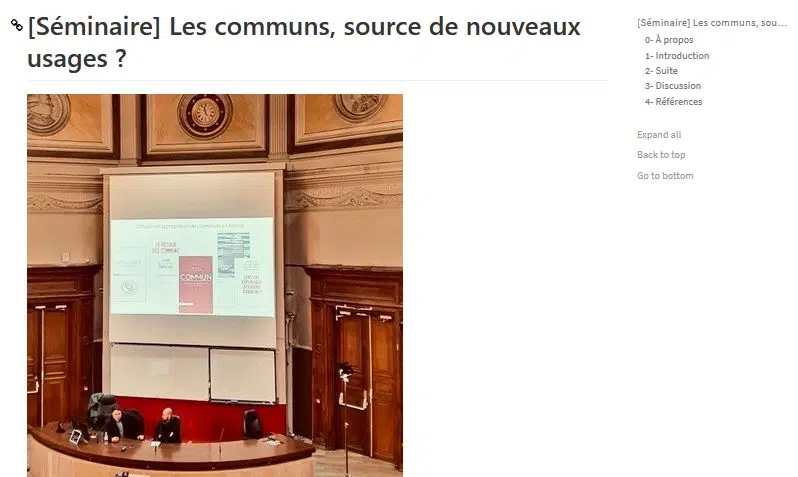 [Séminaire] Les communs, source de nouveaux
usages ?
[Séminaire] Les communs, sou...
0- À propos
1- Introduction
2- Suite
3- Discussion
4- Références
Expand all
Back to top
Go to bottom
LE RETOUR
DES COMMUNS
COMMUN